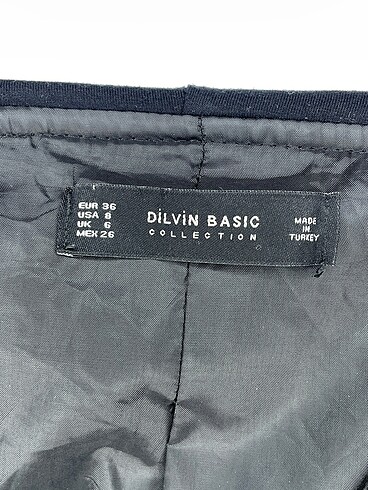 EUR 36
USA 8
UK 6
MEX 26
DİLVİN BASIC
COLLECTION
MADE
IN
TURKEY